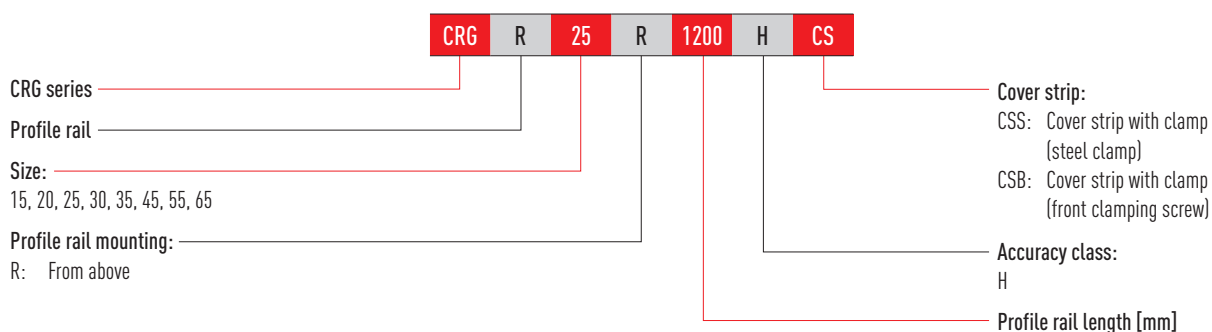 CRG R 25 R 1200 H CS
CRG series
Profile rail
Size:
15, 20, 25, 30, 35, 45, 55, 65
Profile rail mounting:
R: From above
Cover strip:
CSS: Cover strip with clamp
(steel clamp)
CSB: Cover strip with clamp
(front clamping screw)
Accuracy class:
H
Profile rail length [mm]